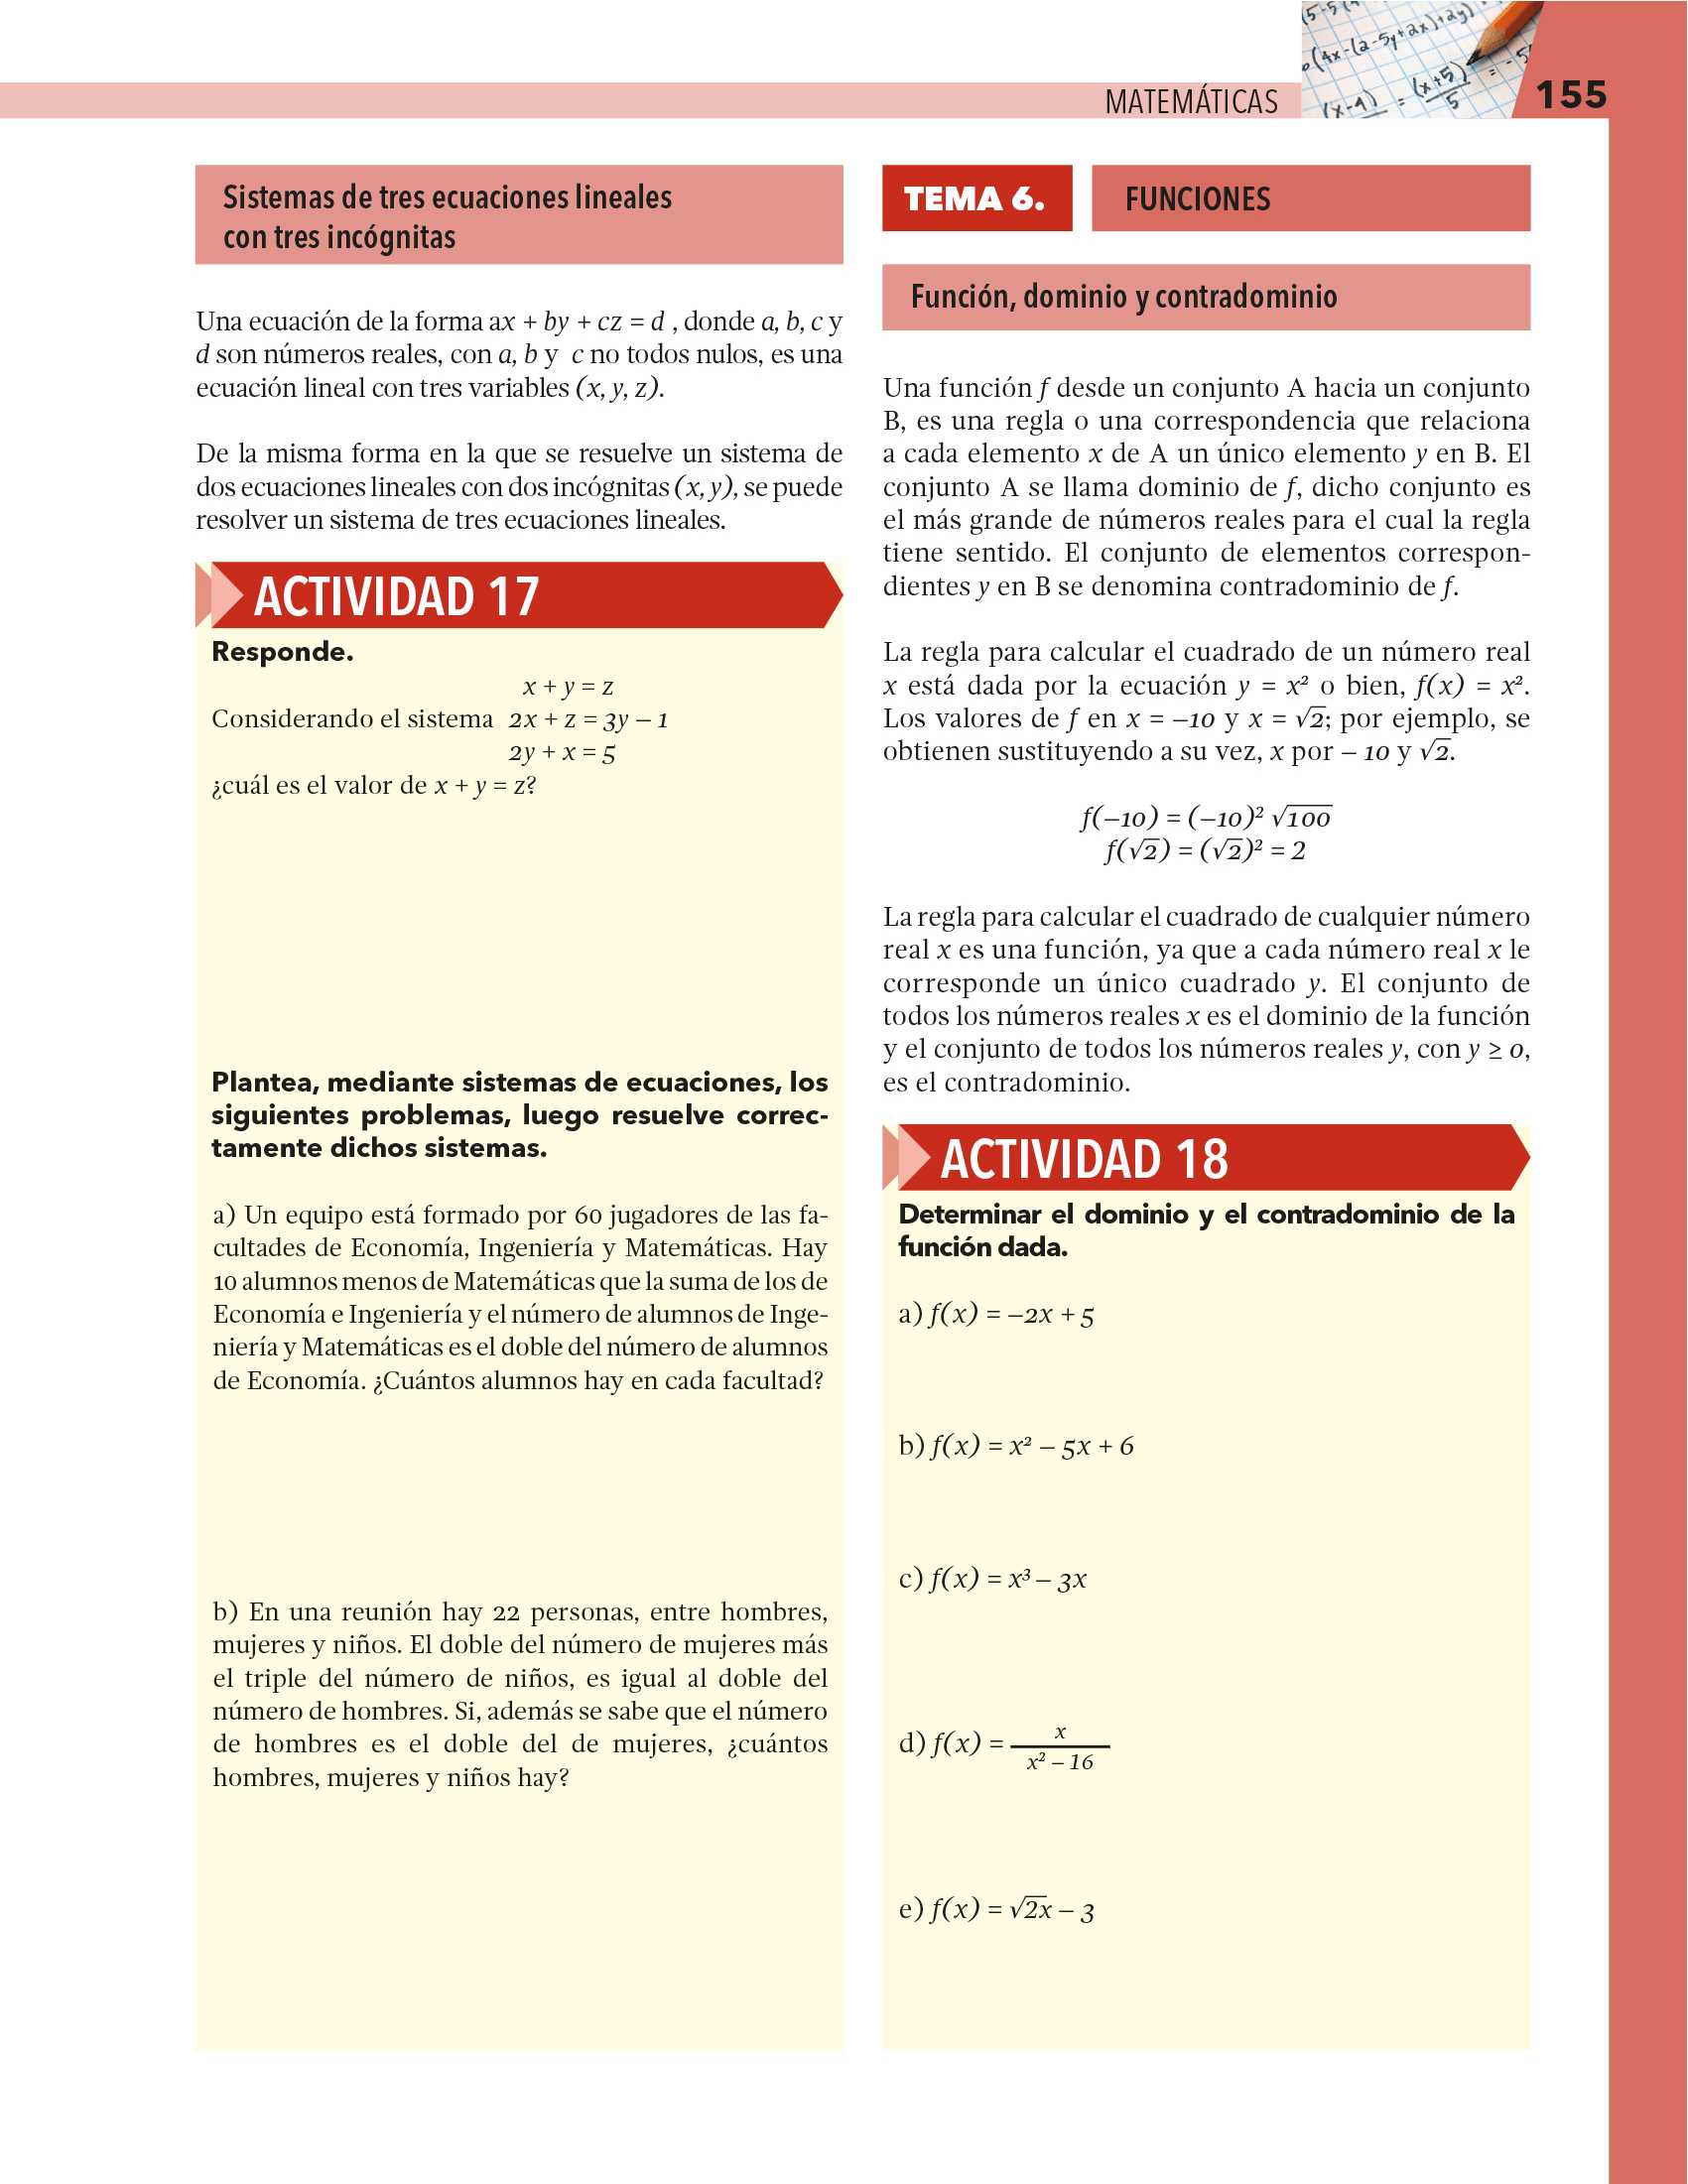 MATEMÁTICAS
155
Sistemas de tres ecuaciones lineales
con tres incógnitas
Una ecuación de la forma ax + by + cz = d , donde a, b, c y
d son números reales, con a, b y c no todos nulos, es una
ecuación lineal con tres variables (x, y, z).
De la misma forma en la que se resuelve un sistema de
dos ecuaciones lineales con dos incógnitas (x, y), se puede
resolver un sistema de tres ecuaciones lineales.
ACTIVIDAD 17
Responde.
x + y = z
Considerando el sistema 2x + z = 3y – 1
2y + x = 5
¿cuál es el valor de x + y = z?
Plantea, mediante sistemas de ecuaciones, los
siguientes problemas, luego resuelve correc-
tamente dichos sistemas.
a) Un equipo está formado por 60 jugadores de las fa-
cultades de Economía, Ingeniería y Matemáticas. Hay
10 alumnos menos de Matemáticas que la suma de los de
Economía e Ingeniería y el número de alumnos de Inge-
niería y Matemáticas es el doble del número de alumnos
de Economía. ¿Cuántos alumnos hay en cada facultad?
b) En una reunión hay 22 personas, entre hombres,
mujeres y niños. El doble del número de mujeres más
el triple del número de niños, es igual al doble del
número de hombres. Si, además se sabe que el número
de hombres es el doble del de mujeres, ¿cuántos
hombres, mujeres y niños hay?
TEMA 6.
FUNCIONES
Función, dominio y contradominio
Una función f desde un conjunto A hacia un conjunto
B, es una regla o una correspondencia que relaciona
a cada elemento x de A un único elemento y en B. El
conjunto A se llama dominio de f, dicho conjunto es
el más grande de números reales para el cual la regla
tiene sentido. El conjunto de elementos correspon-
dientes y en B se denomina contradominio de f.
La regla para calcular el cuadrado de un número real
x está dada por la ecuación y = x² o bien, f(x) = x².
Los valores de f en x = –10 y x = √2; por ejemplo, se
obtienen sustituyendo a su vez, x por – 10 y √2.
f(–10) = (–10)² √100
f(√2) = (√2)² = 2
La regla para calcular el cuadrado de cualquier número
real x es una función, ya que a cada número real x le
corresponde un único cuadrado y. El conjunto de
todos los números reales x es el dominio de la función
y el conjunto de todos los números reales y, con y ≥ 0,
es el contradominio.
ACTIVIDAD 18
Determinar el dominio y el contradominio de la
función dada.
a) f(x) = –2x + 5
b) f(x) = x² – 5x + 6
c) f(x) = x³ – 3x
d) f(x) = x
x² – 16
e) f(x) = √2x – 3